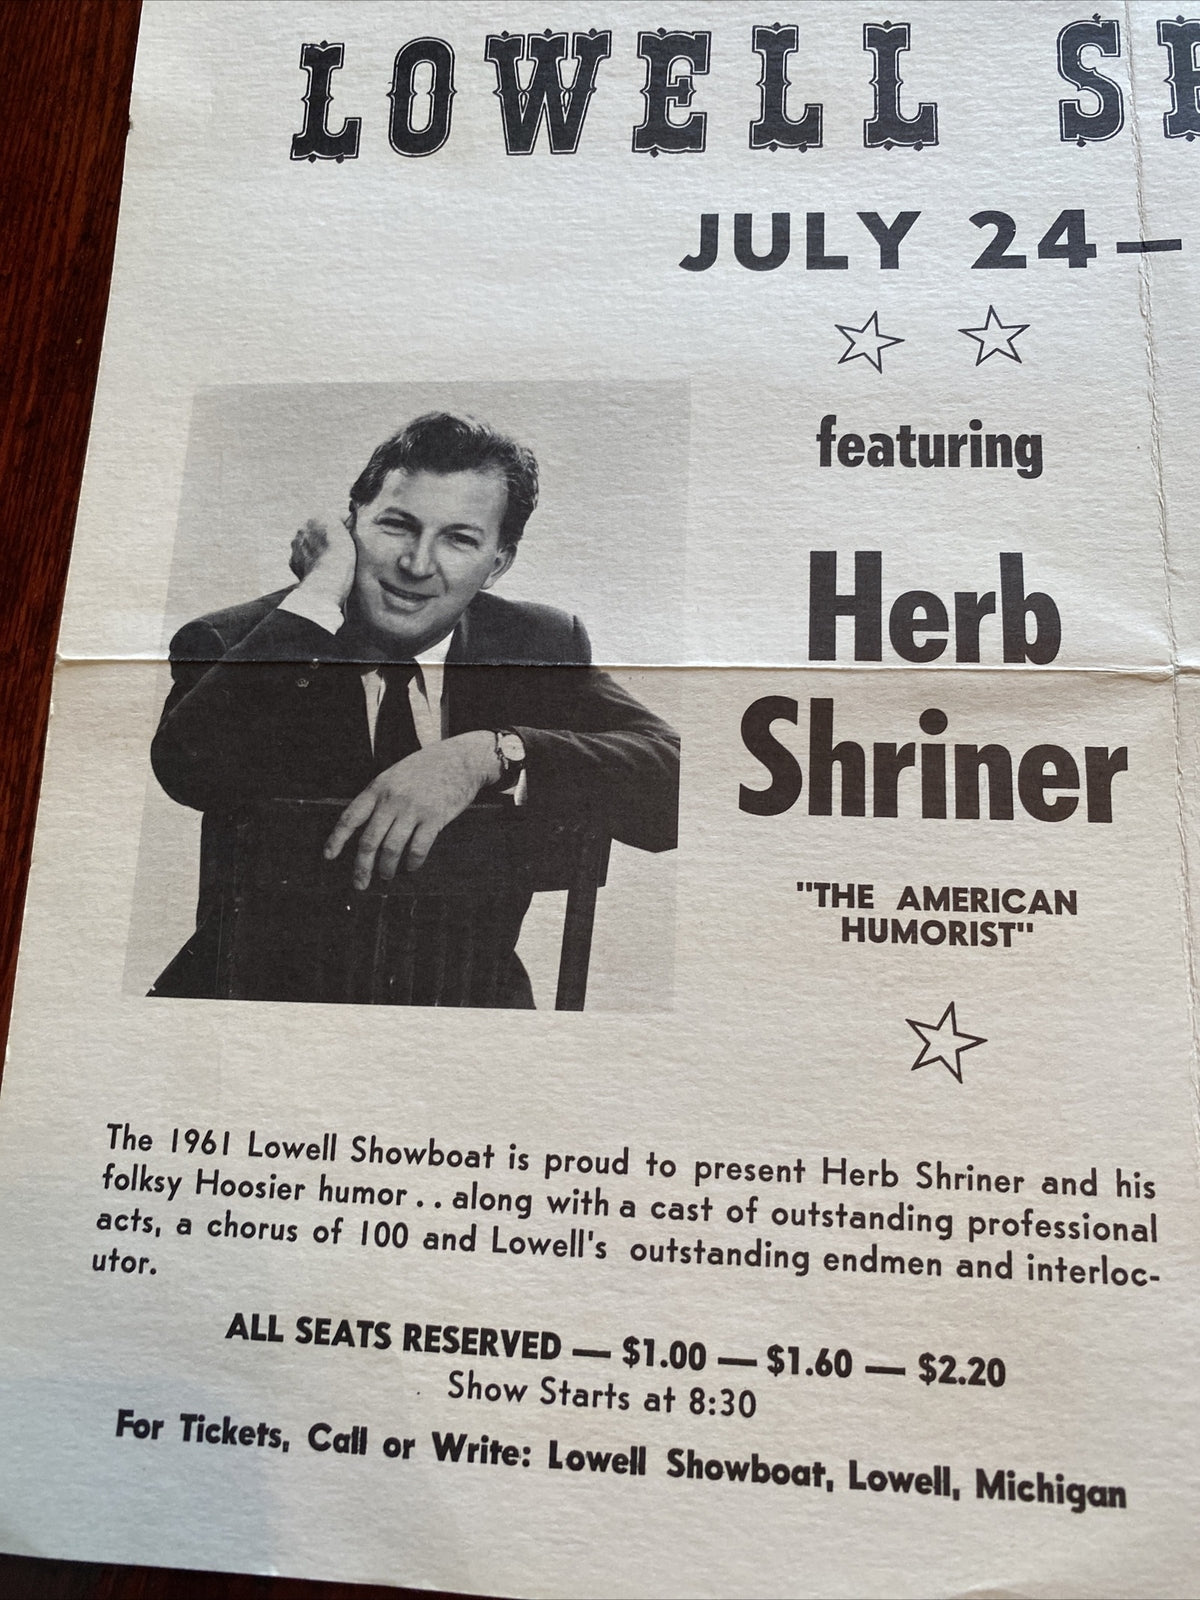 LOWELL
JULY 24—
featuring
Herb
Shriner
"THE AMERICAN
HUMORIST"
The 1961 Lowell Showboat is proud to present Herb Shriner and his
folksy Hoosier humor . . along with a cast of outstanding professional
acts, a chorus of 100 and Lowell's outstanding endmen and interloc-
utor.
ALL SEATS RESERVED — $1.00 — $1.60 — $2.20
Show Starts at 8:30
For Tickets, Call or Write: Lowell Showboat, Lowell, Michigan